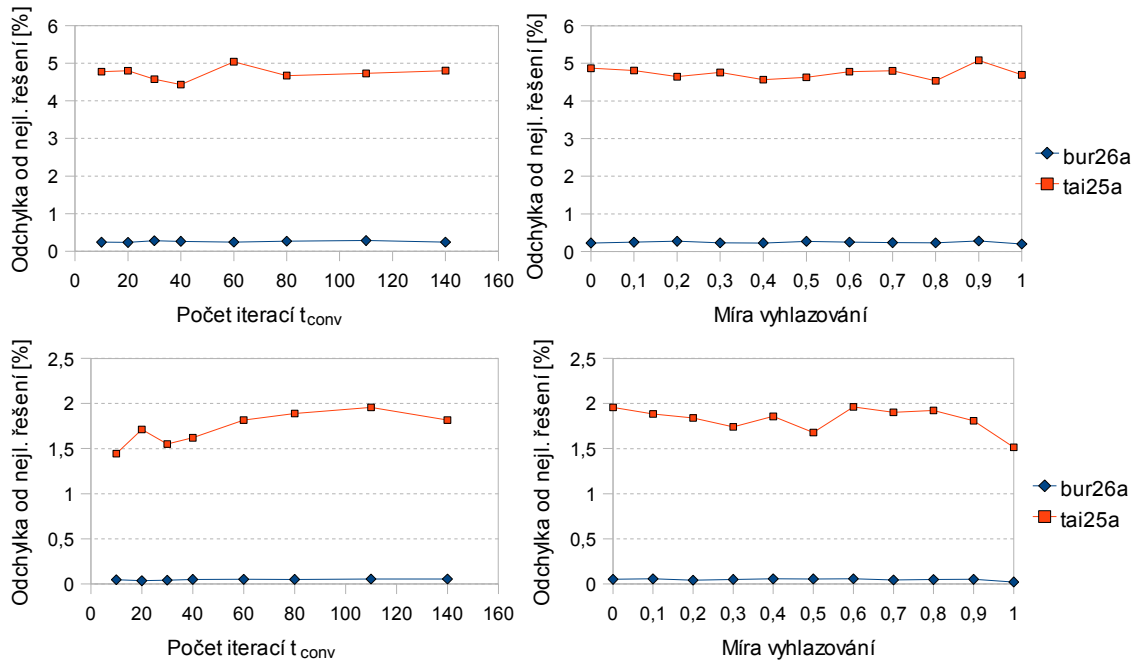 Odchylka od nejl. řešení [%]
6
5
4
3
2
1
0
0 20 40 60 80 100 120 140 160
Počet iterací tconv
Odchylka od nejl. řešení [%]
6
5
4
3
2
1
0
0 0,1 0,2 0,3 0,4 0,5 0,6 0,7 0,8 0,9 1
Míra vyhlazování
bur26a
tai25a
Odchylka od nejl. řešení [%]
2,5
2
1,5
1
0,5
0
0 20 40 60 80 100 120 140 160
Počet iterací t conv
Odchylka od nejl. řešení [%]
2,5
2
1,5
1
0,5
0
0 0,1 0,2 0,3 0,4 0,5 0,6 0,7 0,8 0,9 1
Míra vyhlazování
bur26a
tai25a